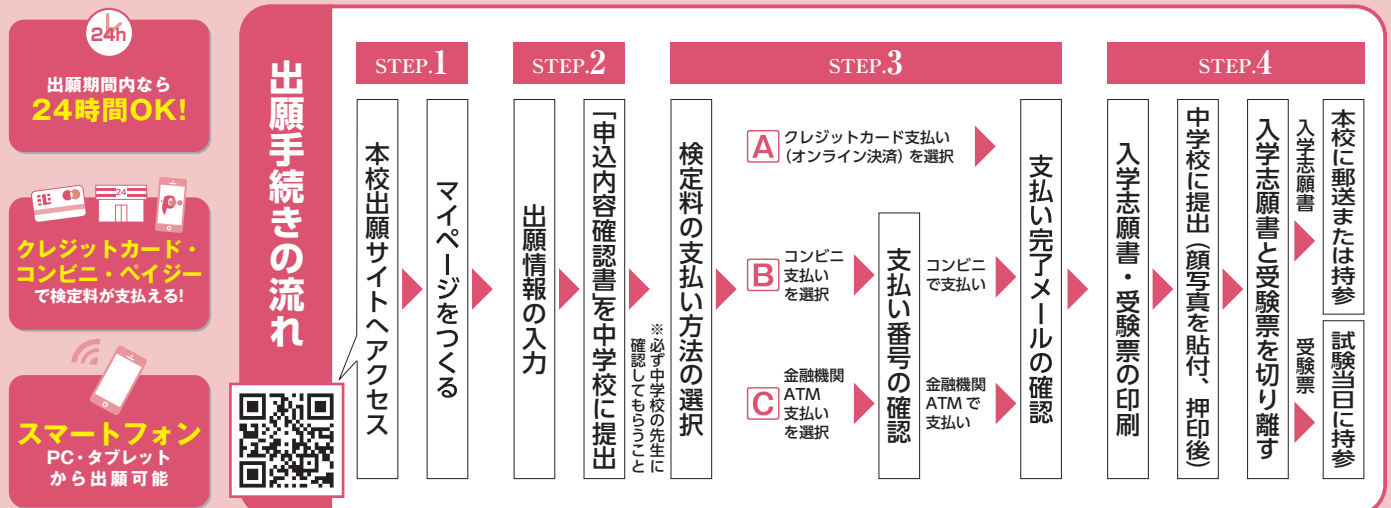 24h
出願期間内なら
24時間OK!
24
クレジットカード・
コンビニ・ペイジー
で検定料が支払える!
スマートフォン
PC・タブレット
から出願可能
出願手続きの流れ
STEP.1
本校出願サイトへアクセス
マイページをつくる
STEP.2
出願情報の入力
「申込内容確認書」を中学校に提出
※必ず中学校の先生に
確認してもらうこと
STEP.3
検定料の支払い方法の選択
A
クレジットカード支払い
(オンライン決済)を選択
B
コンビニ
支払い
を選択
C
金融機関
ATM
支払い
を選択
支払い番号の確認
コンビニ
で支払い
金融機関
ATMで
支払い
支払い完了メールの確認
STEP.4
入学志願書・受験票の印刷
中学校に提出(顔写真を貼付、押印後)
入学志願書と受験票を切り離す
入学志願書
本校に郵送または持参
受験票
試験当日に持参